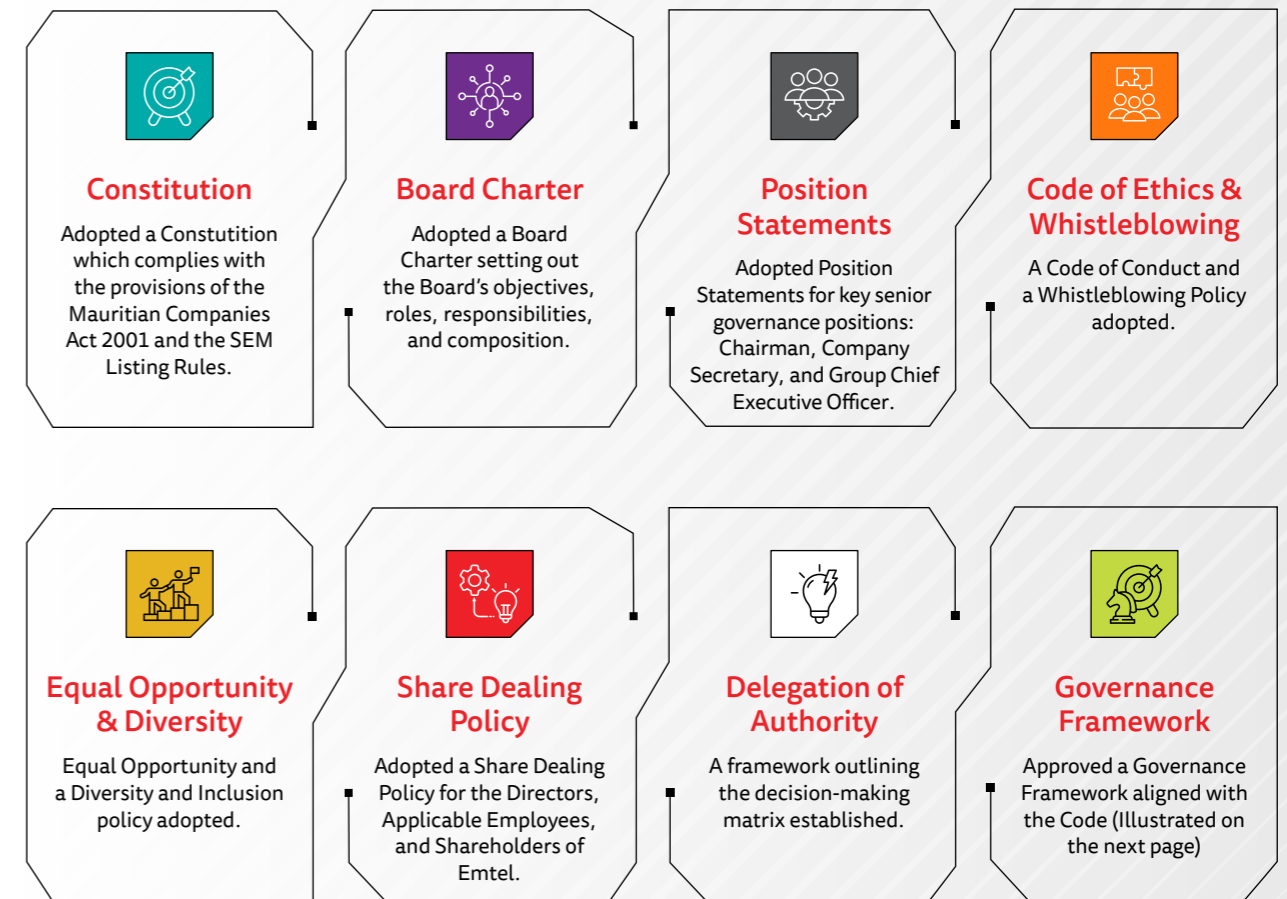 Constitution
Adopted a Constutition
which complies with
the provisions of the
Mauritian Companies
Act 2001 and the SEM
Listing Rules.
Board Charter
Adopted a Board
Charter setting out
the Board’s objectives,
roles, responsibilities,
and composition.
Position
Statements
Adopted Position
Statements for key senior
governance positions:
Chairman, Company
Secretary, and Group Chief
Executive Officer.
Code of Ethics &
Whistleblowing
A Code of Conduct and
a Whistleblowing Policy
adopted.
Equal Opportunity
& Diversity
Equal Opportunity and
a Diversity and Inclusion
policy adopted.
Share Dealing
Policy
Adopted a Share Dealing
Policy for the Directors,
Applicable Employees,
and Shareholders of
Emtel.
Delegation of
Authority
A framework outlining
the decision-making
matrix established.
Governance
Framework
Approved a Governance
Framework aligned with
the Code (Illustrated on
the next page)